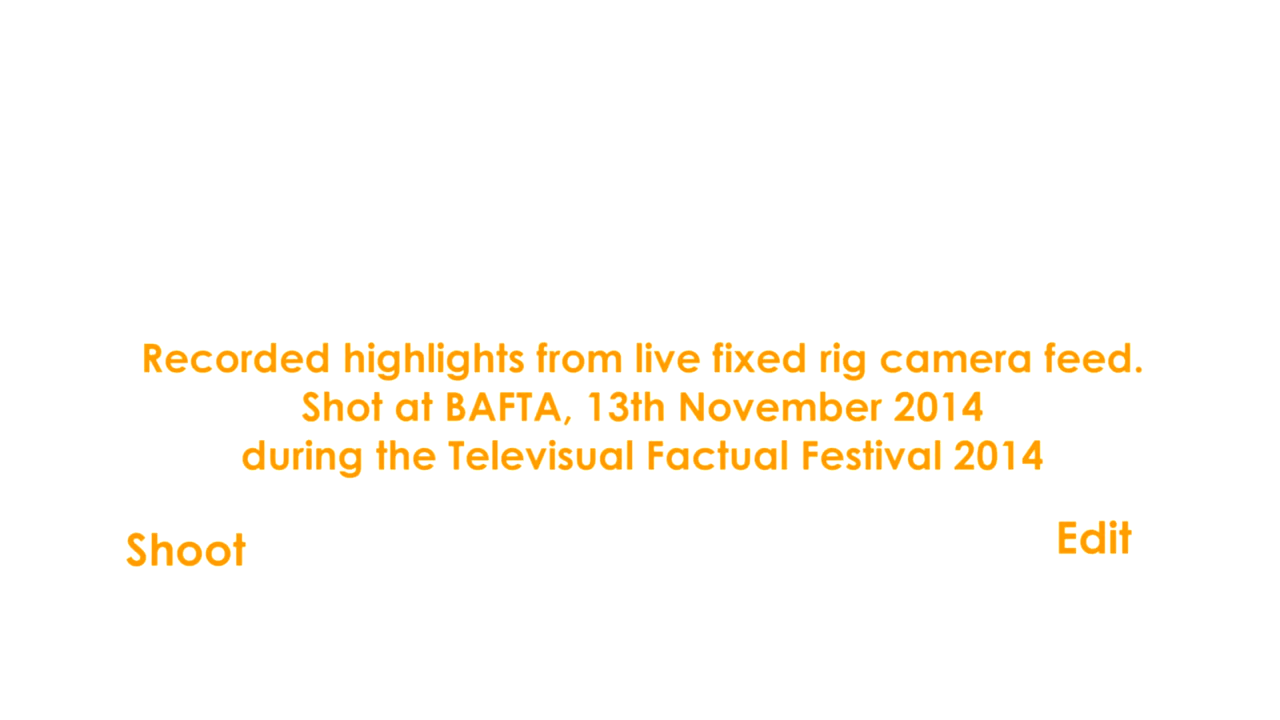 Recorded highlights from live fixed rig camera feed.
Shot at BAFTA, 13th November 2014
during the Televisual Factual Festival 2014
Shoot
Edit